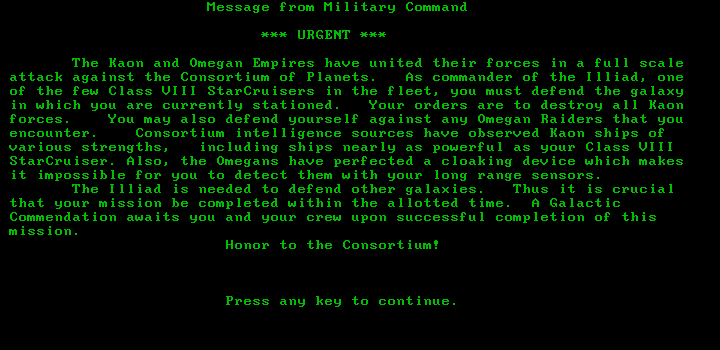 Message from Military Command
*** URGENT ***
The Kaon and Omegan Empires have united their forces in a full scale
attack against the Consortium of Planets.   As commander of the Illiad, one
of the few Class VIII StarCruisers in the fleet, you must defend the galaxy
in which you are currently stationed.   Your orders are to destroy all Kaon
forces.    You may also defend yourself against any Omegan Raiders that you
encounter.    Consortium intelligence sources have observed Kaon ships of
various strengths,   including ships nearly as powerful as your Class VIII
StarCruiser. Also, the Omegans have perfected a cloaking device which makes
it impossible for you to detect them with your long range sensors.
The Illiad is needed to defend other galaxies.   Thus it is crucial
that your mission be completed within the allotted time.  A Galactic
Commendation awaits you and your crew upon successful completion of this
mission.
Honor to the Consortium!
Press any key to continue.